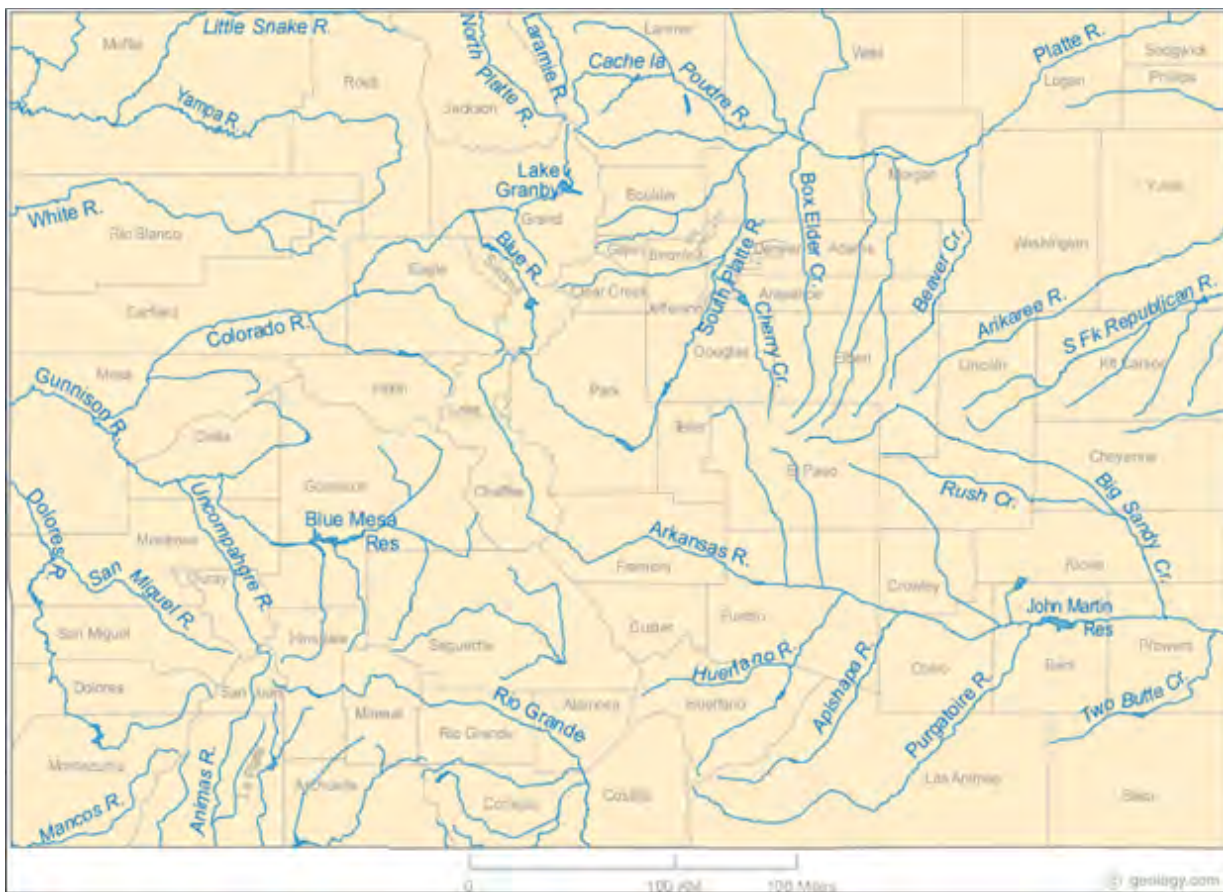 Little Snake R.
Moffat
Routt
North Platte R.
Laramie R.
Larimer
Cache la
Poudre R.
Weld
Platte R.
Sedgwick
Logan
Phillips
Yampa R.
Jackson
Lake
Granby
Boulder
Morgan
Yuma
White R.
Rio Blanco
Grand
Blue R.
Summit
Gilpin
Denver
Adams
Box Elder Cr.
Washington
Eagle
Clear Creek
Jefferson
Arapahoe
South Platte R.
Beaver Cr.
Arikaree R.
Garfield
Colorado R.
Cherry Cr.
Douglas
Elbert
Lincoln
S Fk Republican R.
Kit Carson
Mesa
Gunnison R.
Pitkin
Lake
Park
Delta
Teller
El Paso
Cheyenne
Gunnison
Chaffee
Rush Cr.
Big Sandy Cr.
Dolores R.
Uncompahgre R.
Blue Mesa
Res
Montrose
Arkansas R.
Fremont
Kiowa
San Miguel R.
Ouray
Crowley
John Martin
Res
San Miguel
Hinsdale
Saguache
Custer
Pueblo
Huerfano R.
Otero
Bent
Prowers
Dolores
San Juan
Mineral
Rio Grande
Alamosa
Huerfano
Apishapa R.
Purgatoire R.
Two Butte Cr.
Rio Grande
Montezuma
Mancos R.
Animas R.
La Plata
Archuleta
Conejos
Costilla
Las Animas
Baca
0 100 KM 100 Miles
(c) geology.com